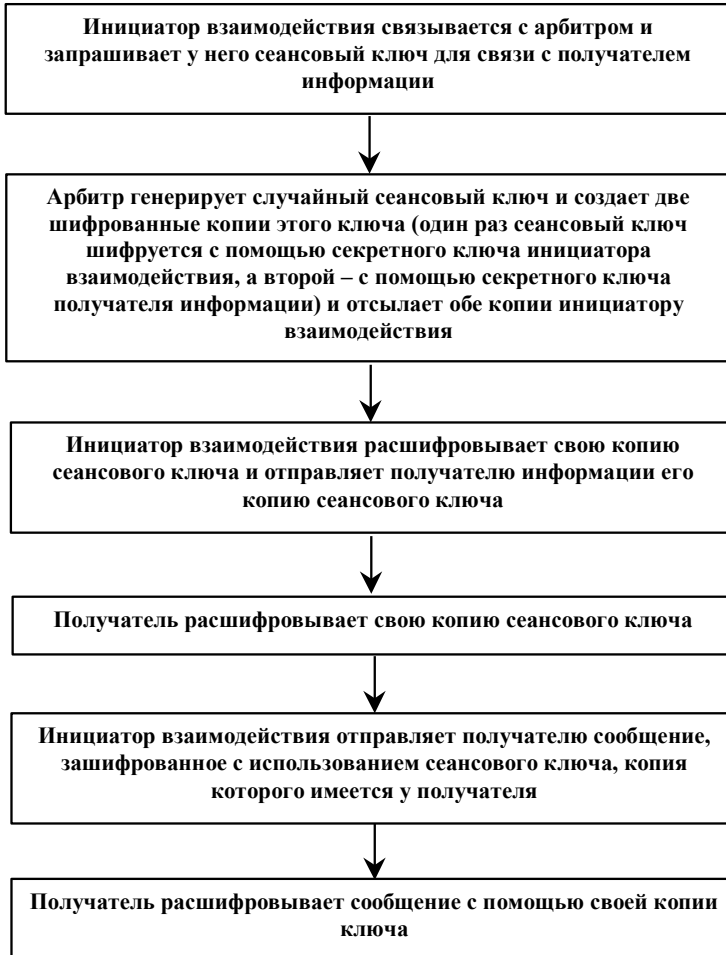 Инициатор взаимодействия связывается с арбитром и
запрашивает у него сеансовый ключ для связи с получателем
информации
Арбитр генерирует случайный сеансовый ключ и создает две
шифрованные копии этого ключа (один раз сеансовый ключ
шифруется с помощью секретного ключа инициатора
взаимодействия, а второй – с помощью секретного ключа
получателя информации) и отсылает обе копии инициатору
взаимодействия
Инициатор взаимодействия расшифровывает свою копию
сеансового ключа и отправляет получателю информации его
копию сеансового ключа
Получатель расшифровывает свою копию сеансового ключа
Инициатор взаимодействия отправляет получателю сообщение,
зашифрованное с использованием сеансового ключа, копия
которого имеется у получателя
Получатель расшифровывает сообщение с помощью своей копии
ключа